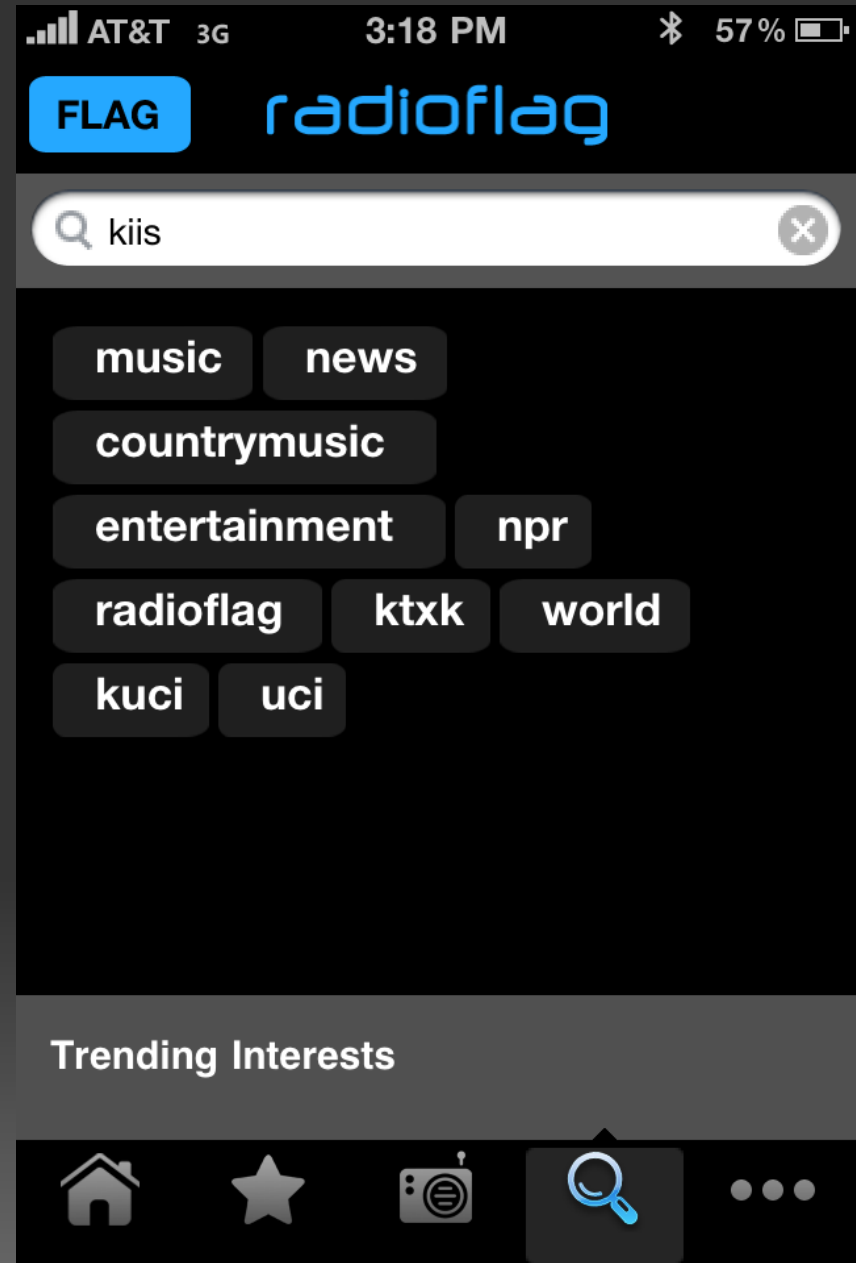 AT&T 3G 3:18 PM 57%
FLAG radioflag
kiis
music news
countrymusic
entertainment npr
radioflag ktxk world
kuci uci
Trending Interests